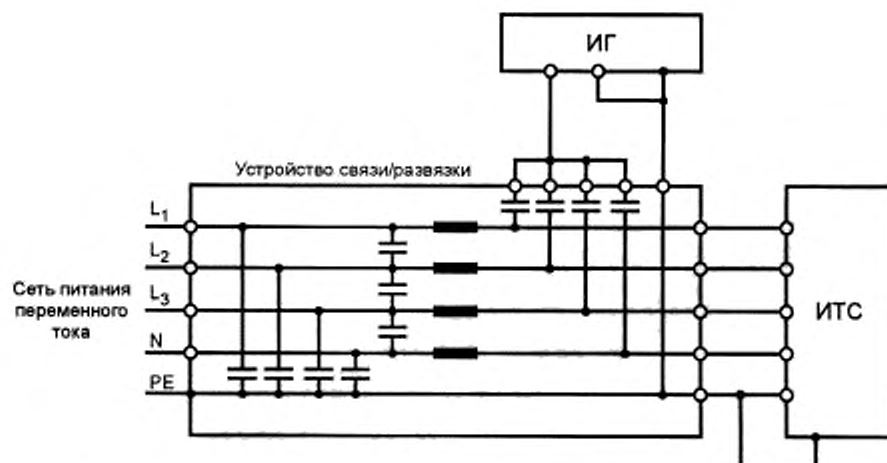 ИГ
Устройство связи/развязки
L1
L2
L3
N
PE
Сеть питания
переменного
тока
ИТС